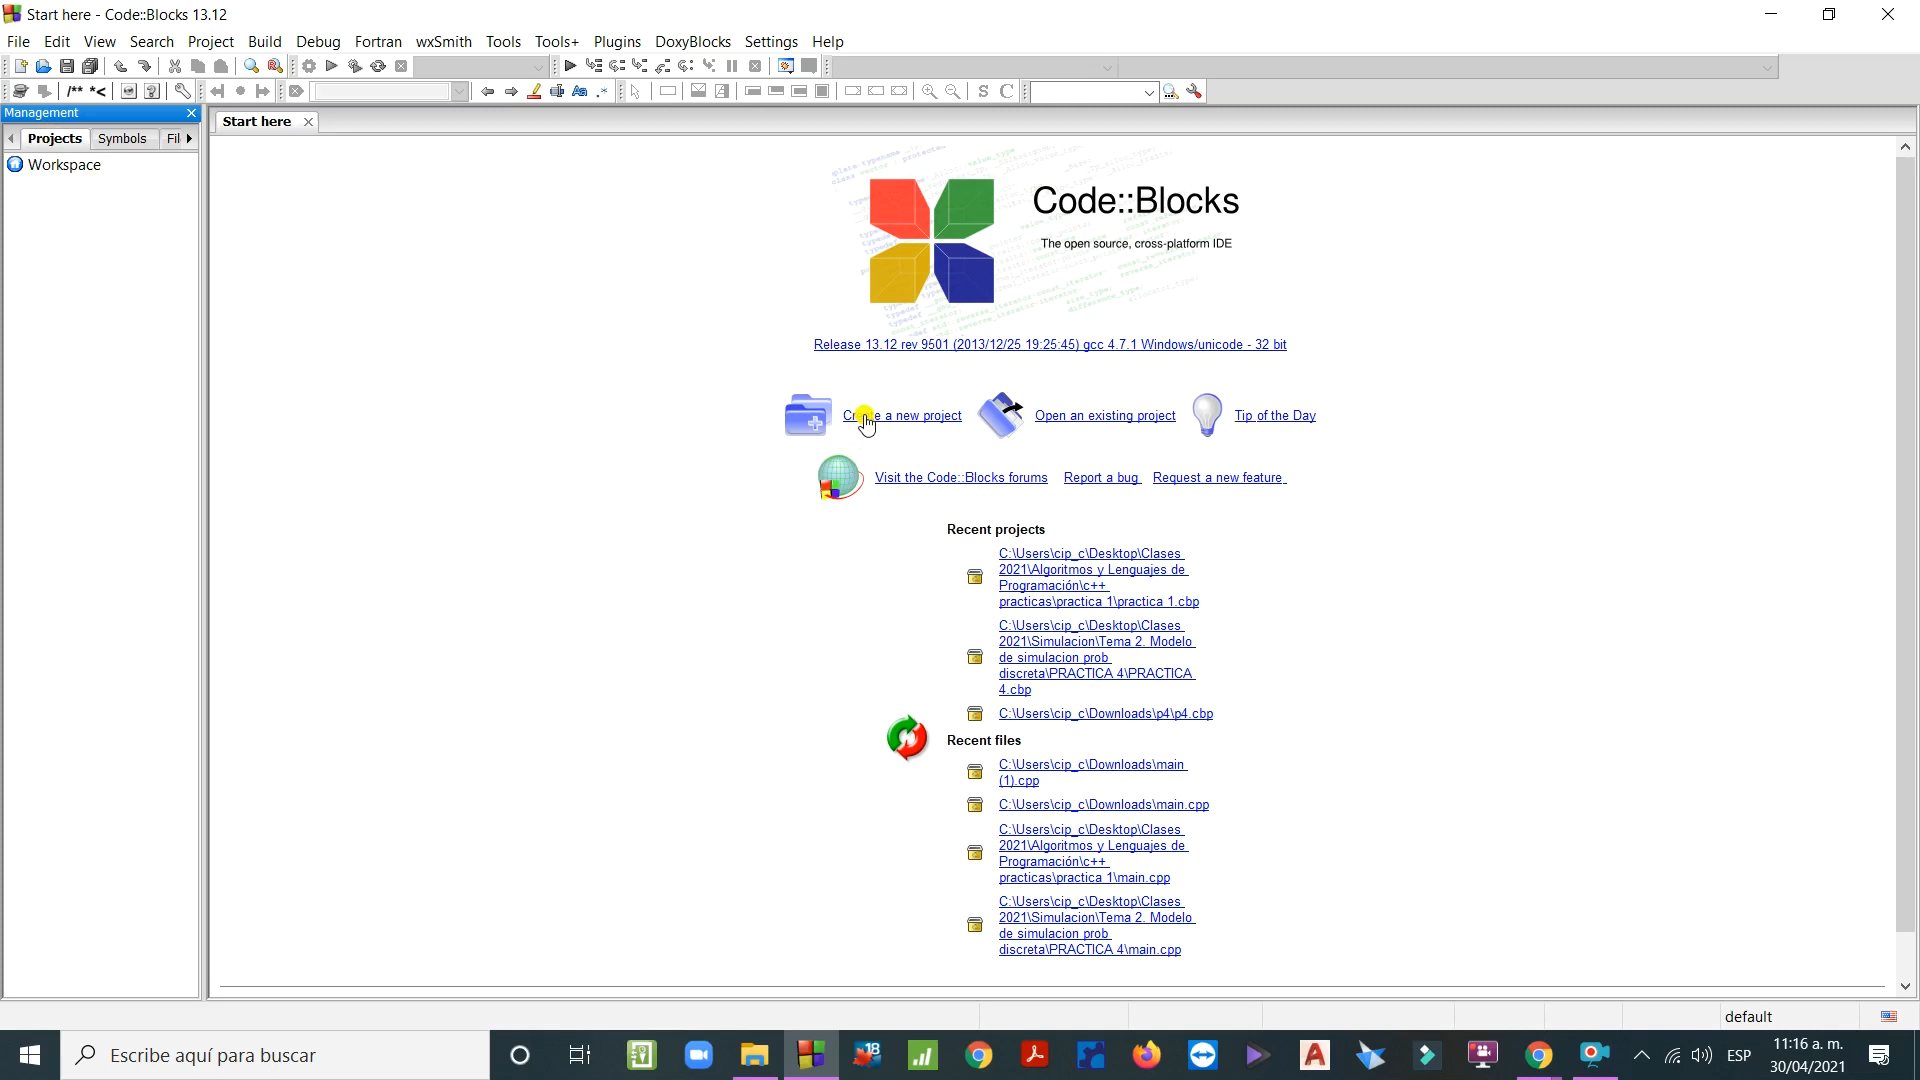 Start here - Code::Blocks 13.12
File Edit View Search Project Build Debug Fortran wxSmith Tools Tools+ Plugins DoxyBlocks Settings Help
Management
Start here
Projects Symbols Fil
Workspace
Code::Blocks
The open source, cross-platform IDE
Release 13.12 rev 9501 (2013/12/25 19:25:45) gcc 4.7.1 Windows/unicode - 32 bit
a new project Open an existing project Tip of the Day
Visit the Code::Blocks forums Report a bug Request a new feature
Recent projects
C:\Users\cip_c\Desktop\Clases
2021\Algoritmos y Lenguajes de
Programación\c++
practicas\practica 1\practica 1.cbp
C:\Users\cip_c\Desktop\Clases
2021\Simulacion\Tema 2. Modelo
de simulacion prob
discreta\PRACTICA 4\PRACTICA
4.cbp
C:\Users\cip_c\Downloads\p4\p4.cbp
Recent files
C:\Users\cip_c\Downloads\main
(1).cpp
C:\Users\cip_c\Downloads\main.cpp
C:\Users\cip_c\Desktop\Clases
2021\Algoritmos y Lenguajes de
Programación\c++
practicas\practica 1\main.cpp
C:\Users\cip_c\Desktop\Clases
2021\Simulacion\Tema 2. Modelo
de simulacion prob
discreta\PRACTICA 4\main.cpp
default
Escribe aquí para buscar
18
ESP
11:16 a. m.
30/04/2021